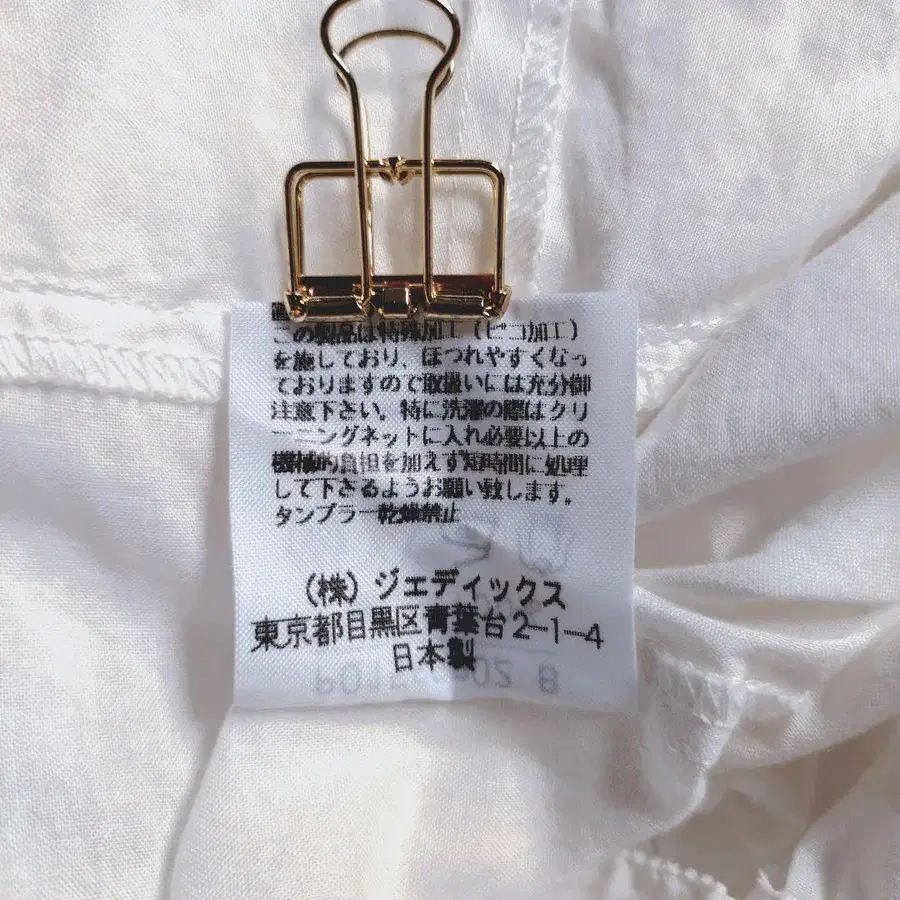 この製品は特殊加工（ピコ加工）
を施しており、ほつれやすくなっ
ておりますので取扱いには充分御
注意下さい。特に洗濯の際はクリ
ーニングネットに入れ必要以上の
機械的負担を加えず短時間に処理
して下さるようお願い致します。
タンブラー乾燥禁止
（株）ジェディックス
東京都目黒区青葉台2-1-4
日本製